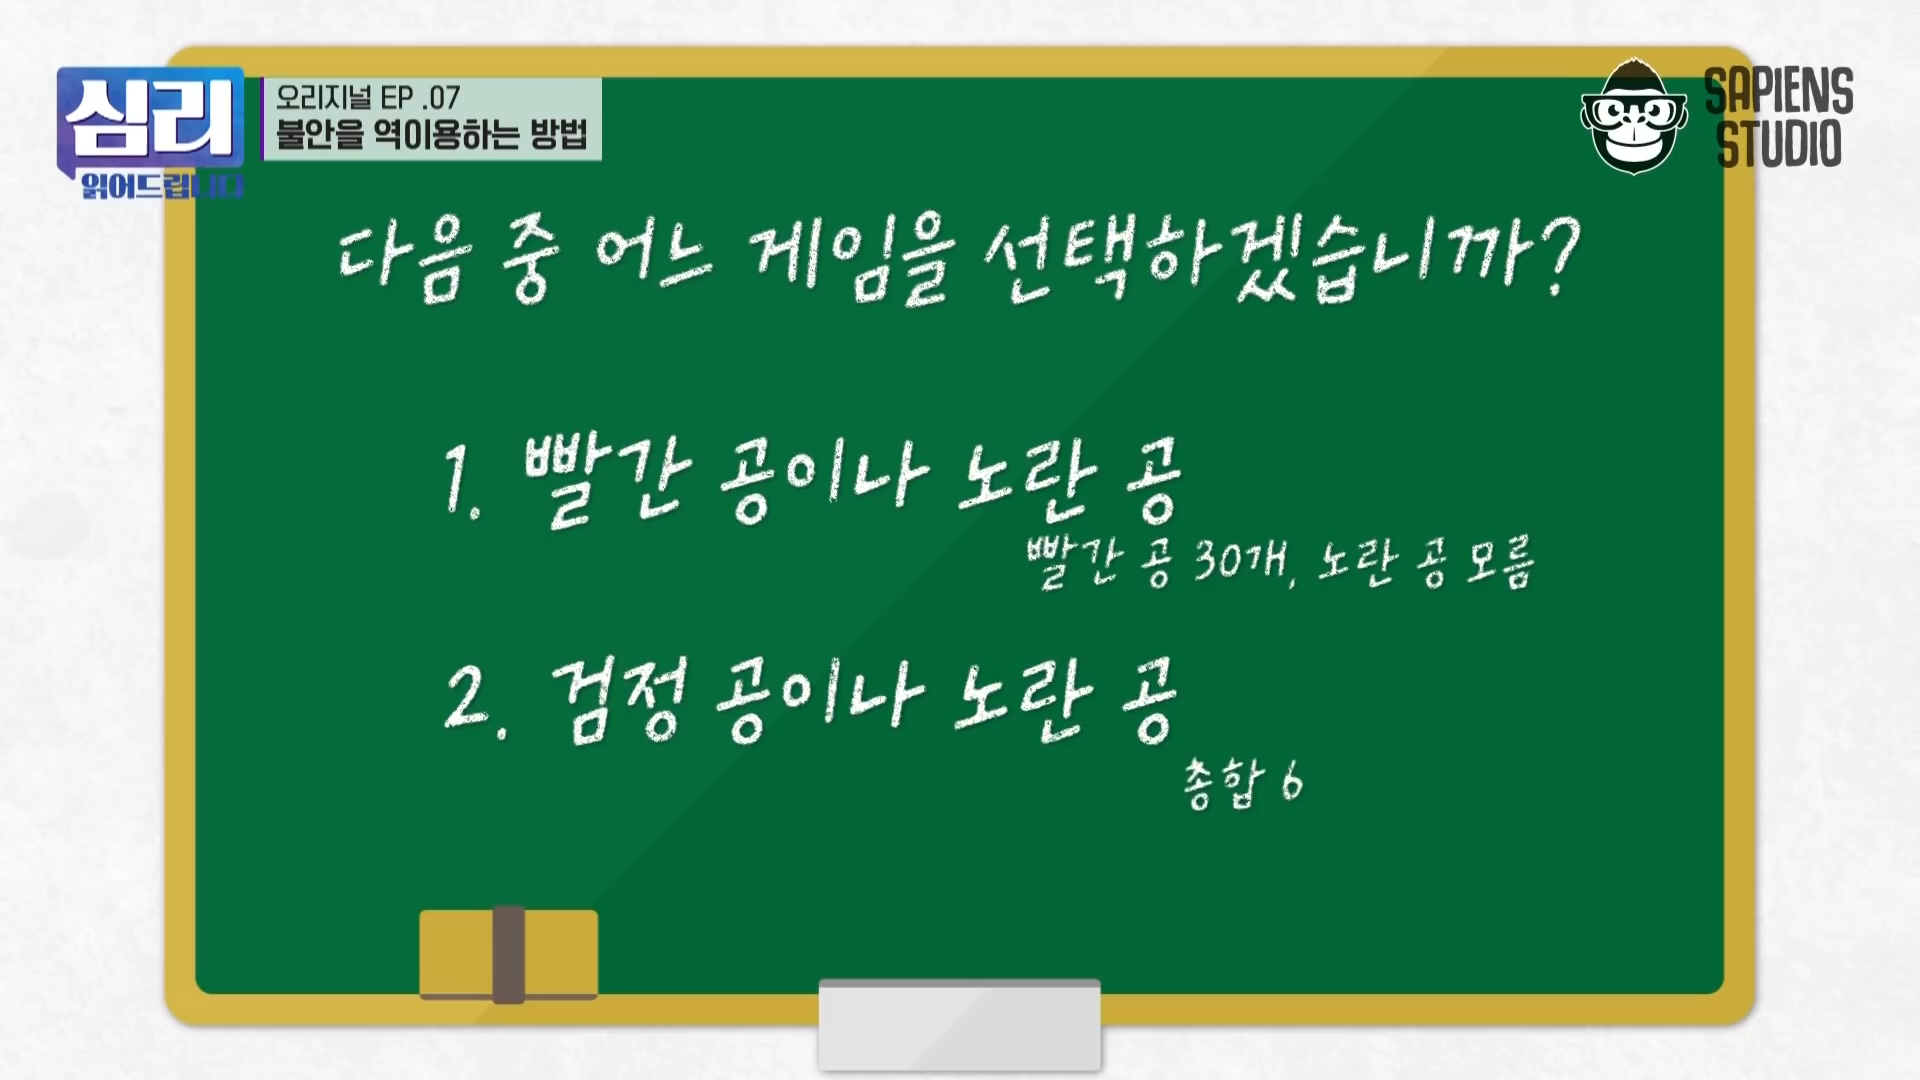 심리
읽어드립니다
오리지널 EP .07
불안을 역이용하는 방법
SAPIENS
STUDIO
다음 중 어느 게임을 선택하겠습니까?
1. 빨간 공이나 노란 공
빨간 공 30개, 노란 공 모름
2. 검정 공이나 노란 공
총합 6